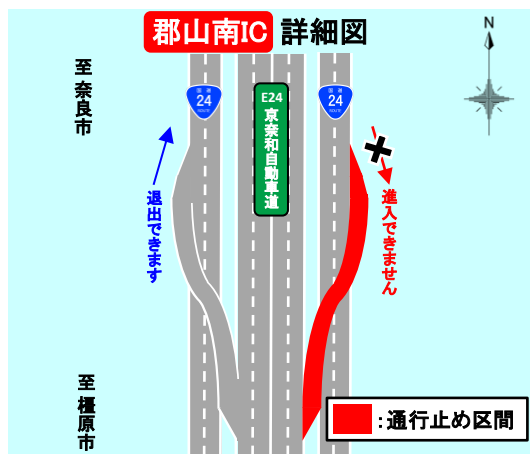 郡山南IC 詳細図
N
至 奈良市
国道
24
ROUTE
E24
京奈和自動車道
国道
24
ROUTE
退出できます
進入できません
至 橿原市
:通行止め区間